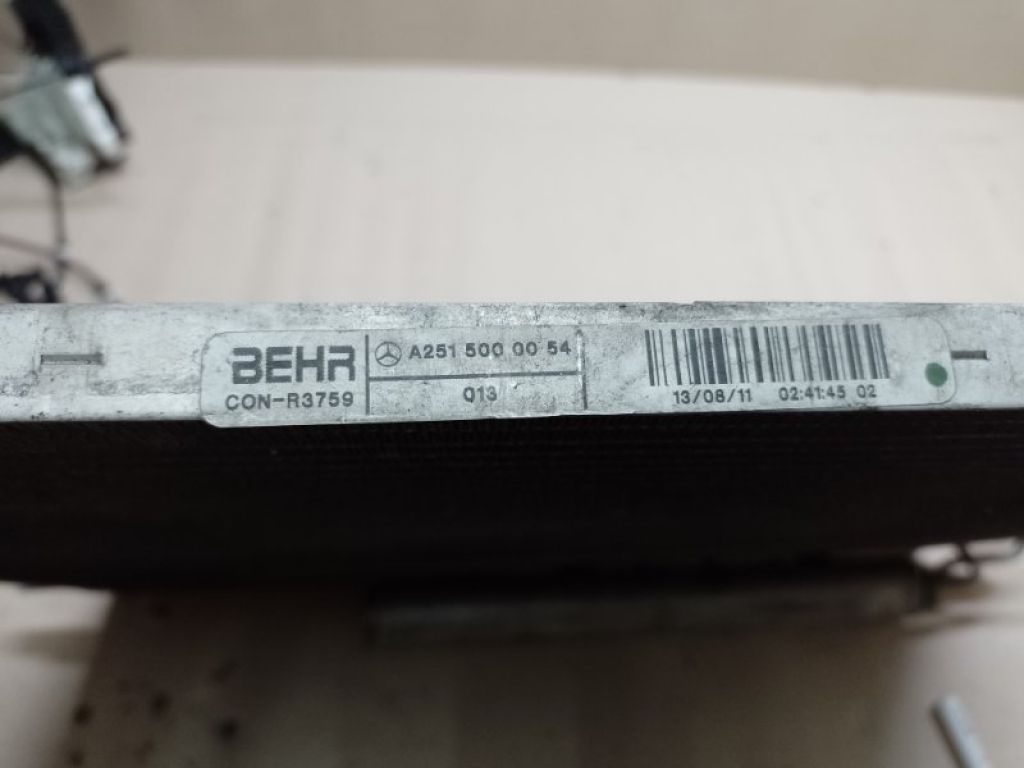 BEHR
CON-R3759
A251 500 00 54
Q13
13/08/11 02:41:45 02